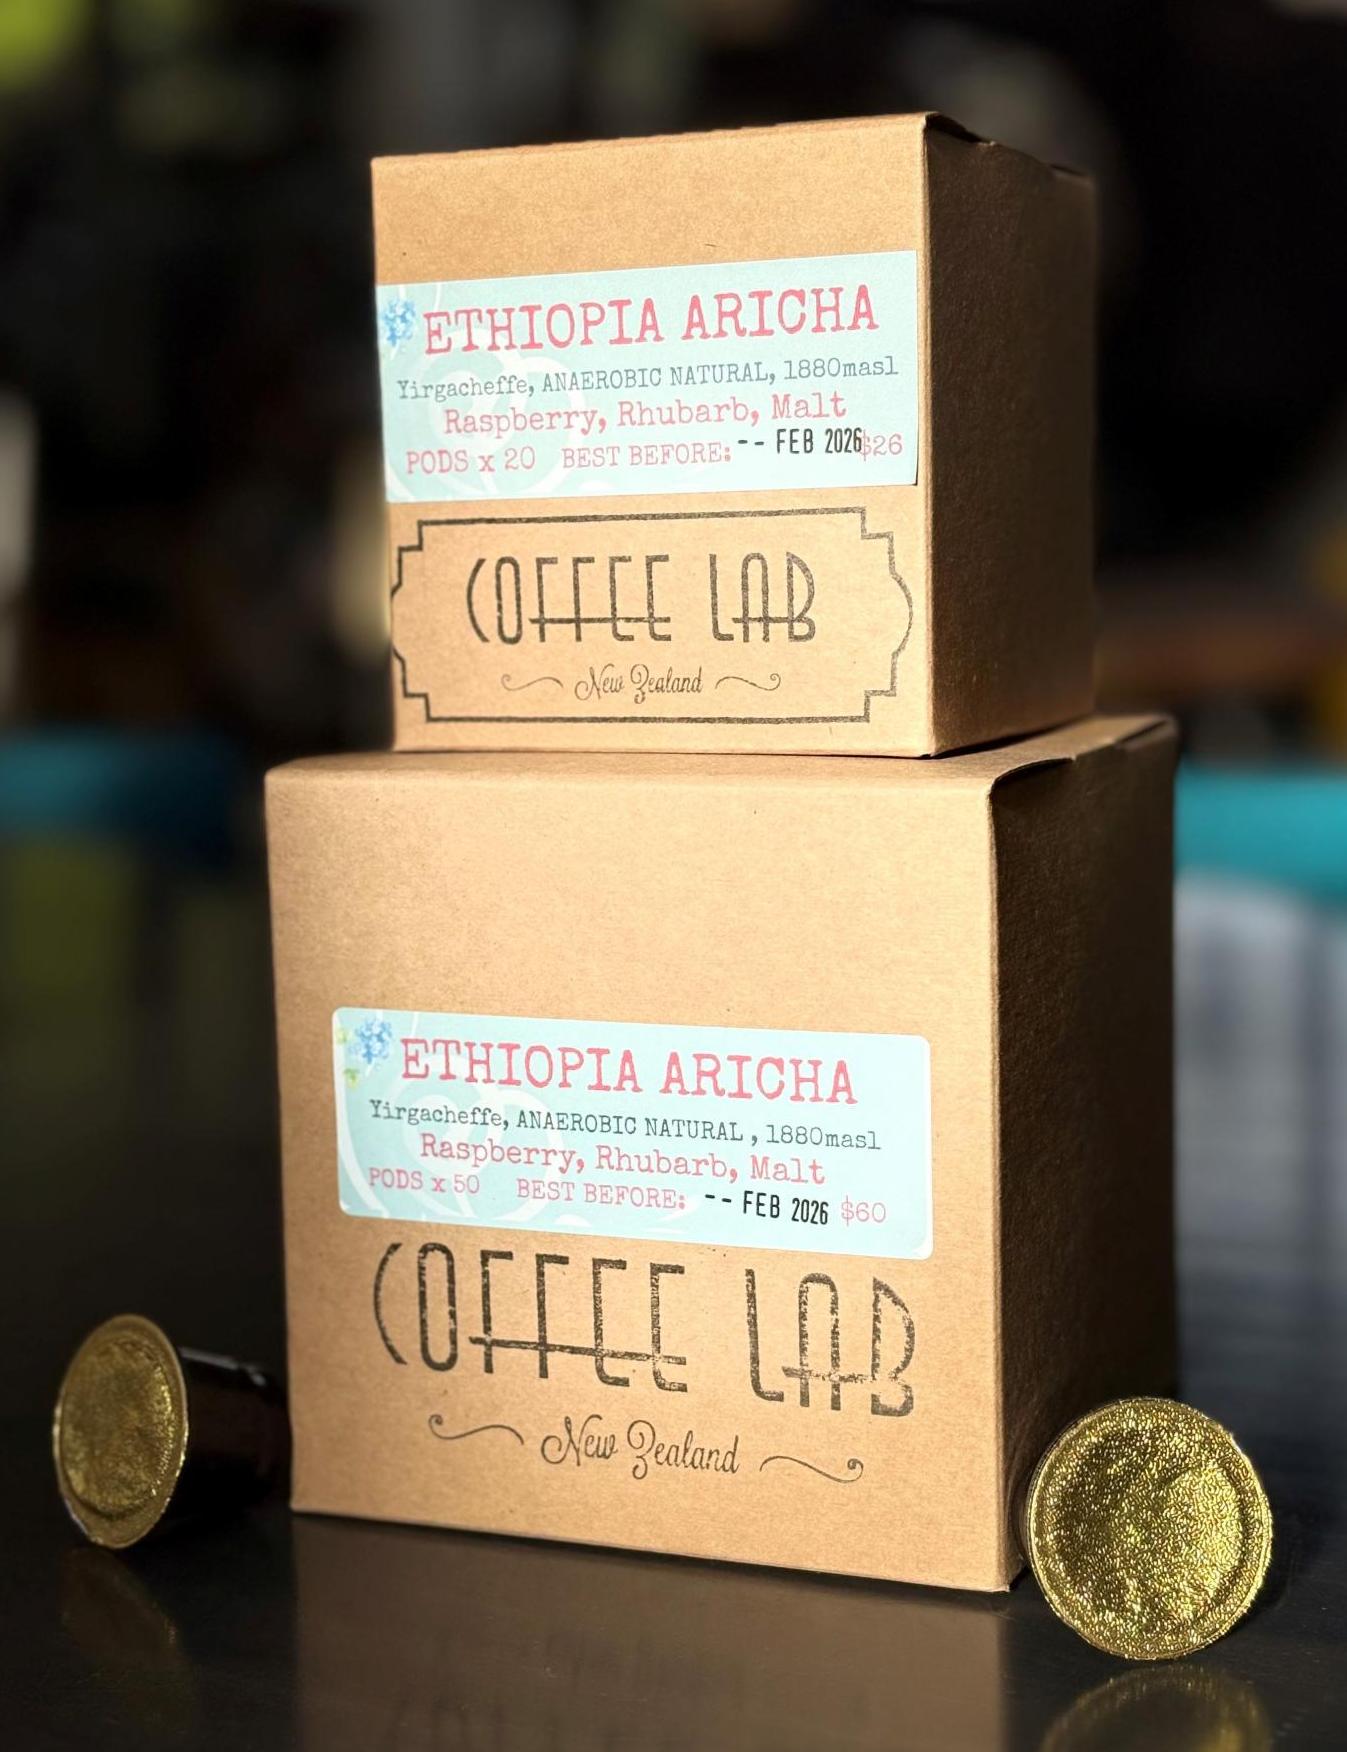 ETHIOPIA ARICHA
Yirgacheffe, ANAEROBIC NATURAL, 1880masl
Raspberry, Rhubarb, Malt
PODS x 20 BEST BEFORE: -- FEB 2026 $26
COFFEE LAB
New Zealand
ETHIOPIA ARICHA
Yirgacheffe, ANAEROBIC NATURAL , 1880masl
Raspberry, Rhubarb, Malt
PODS x 50 BEST BEFORE: -- FEB 2026 $60
COFFEE LAB
New Zealand